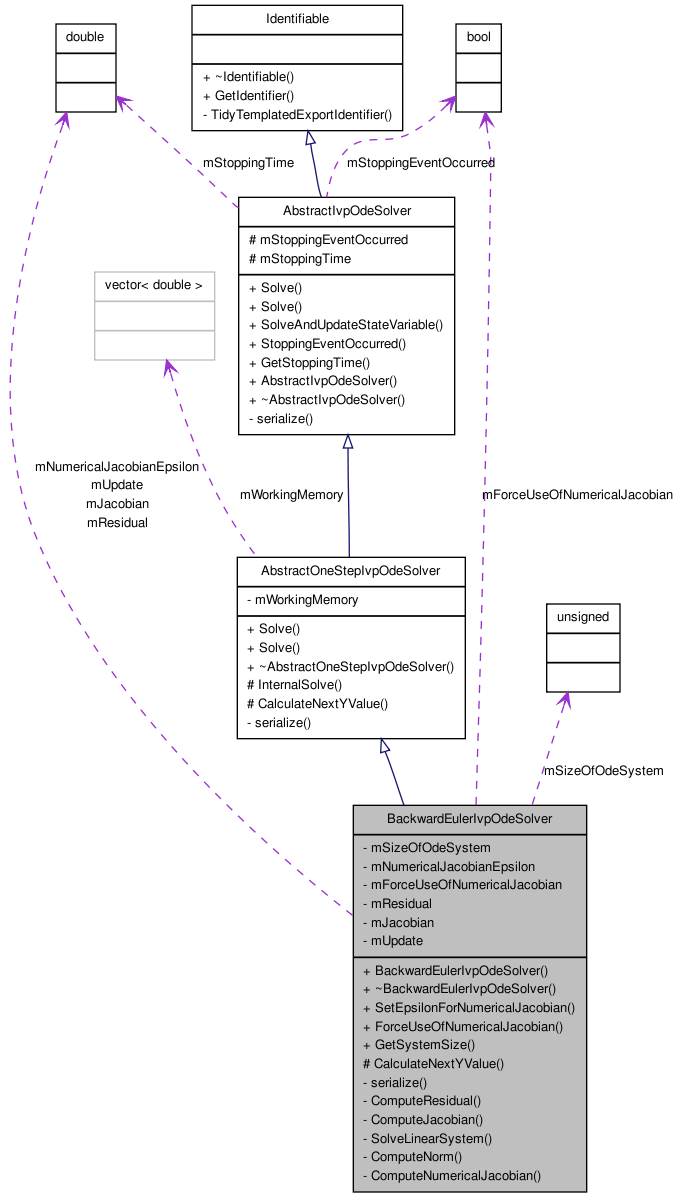 Identifiable
+ ~Identifiable()
+ GetIdentifier()
- TidyTemplatedExportIdentifier()
double
bool
mStoppingTime
mStoppingEventOccurred
AbstractIvpOdeSolver
# mStoppingEventOccurred
# mStoppingTime
+ Solve()
+ Solve()
+ SolveAndUpdateStateVariable()
+ StoppingEventOccurred()
+ GetStoppingTime()
+ AbstractIvpOdeSolver()
+ ~AbstractIvpOdeSolver()
- serialize()
vector< double >
mNumericalJacobianEpsilon
mUpdate
mJacobian
mResidual
mWorkingMemory
mForceUseOfNumericalJacobian
AbstractOneStepIvpOdeSolver
- mWorkingMemory
+ Solve()
+ Solve()
+ ~AbstractOneStepIvpOdeSolver()
# InternalSolve()
# CalculateNextYValue()
- serialize()
unsigned
mSizeOfOdeSystem
BackwardEulerIvpOdeSolver
- mSizeOfOdeSystem
- mNumericalJacobianEpsilon
- mForceUseOfNumericalJacobian
- mResidual
- mJacobian
- mUpdate
+ BackwardEulerIvpOdeSolver()
+ ~BackwardEulerIvpOdeSolver()
+ SetEpsilonForNumericalJacobian()
+ ForceUseOfNumericalJacobian()
+ GetSystemSize()
# CalculateNextYValue()
- serialize()
- ComputeResidual()
- ComputeJacobian()
- SolveLinearSystem()
- ComputeNorm()
- ComputeNumericalJacobian()